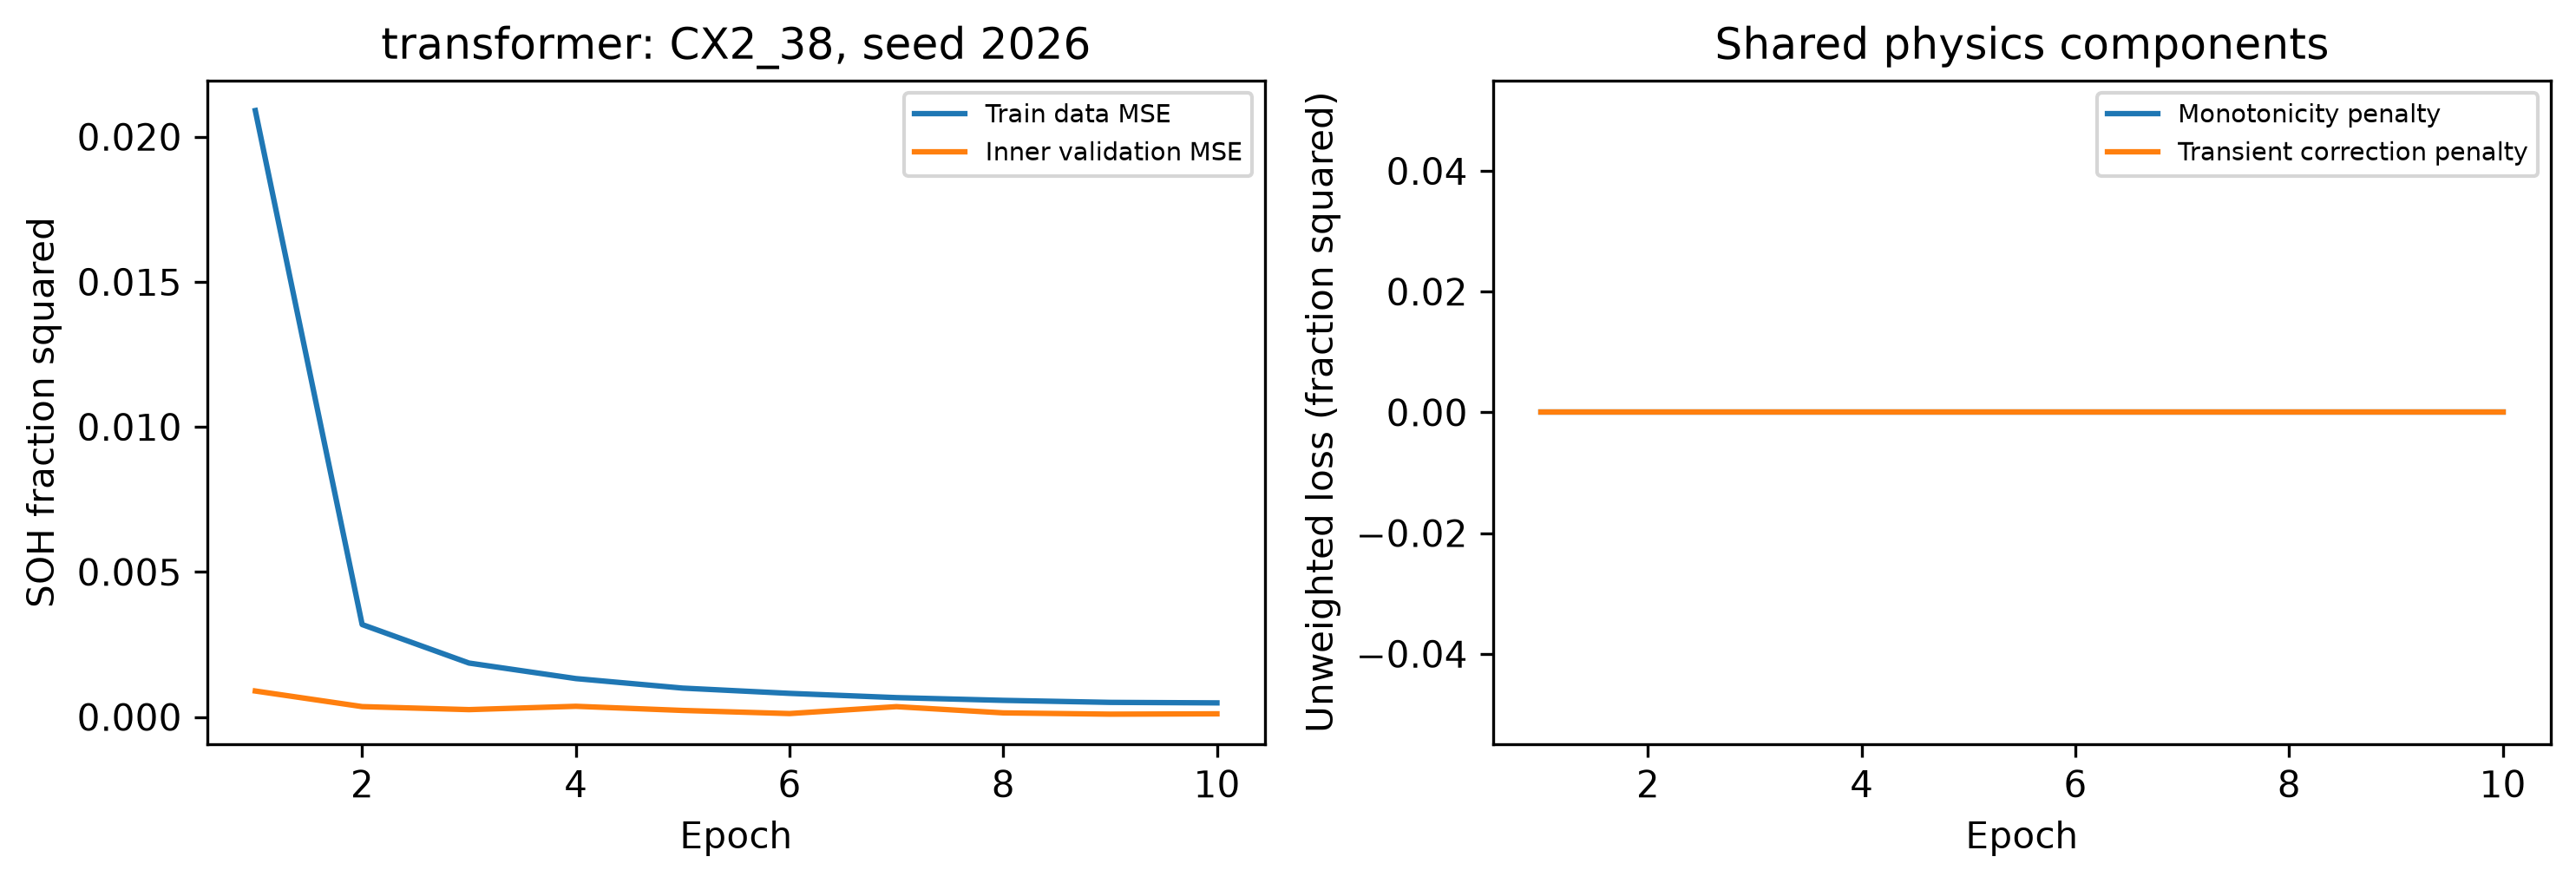 transformer: CX2_38, seed 2026
SOH fraction squared
0.020
0.015
0.010
0.005
0.000
Train data MSE
Inner validation MSE
2 4 6 8 10
Epoch
Shared physics components
Unweighted loss (fraction squared)
0.04
0.02
0.00
−0.02
−0.04
Monotonicity penalty
Transient correction penalty
2 4 6 8 10
Epoch